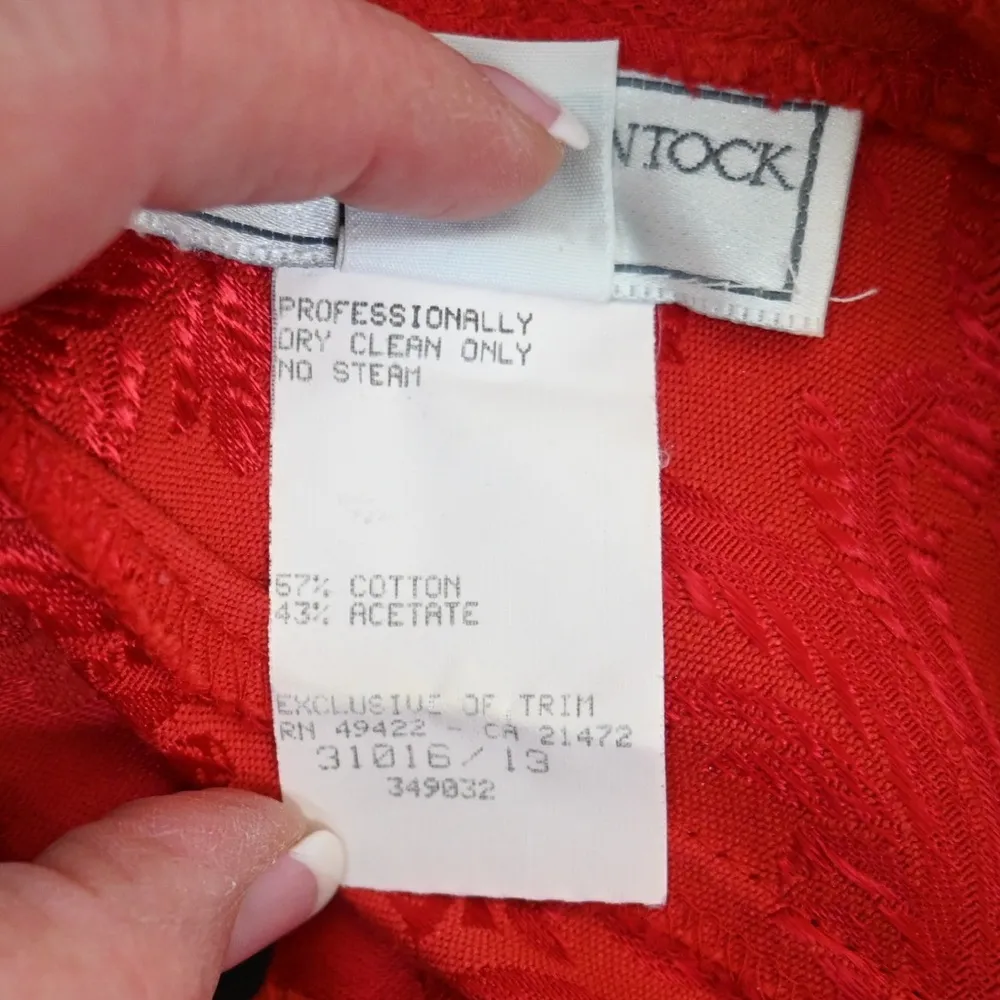 NTOCK
PROFESSIONALLY
DRY CLEAN ONLY
NO STEAM
57% COTTON
43% ACETATE
EXCLUSIVE OF TRIM
RN 49422 - CA 21472
31016/13
349032